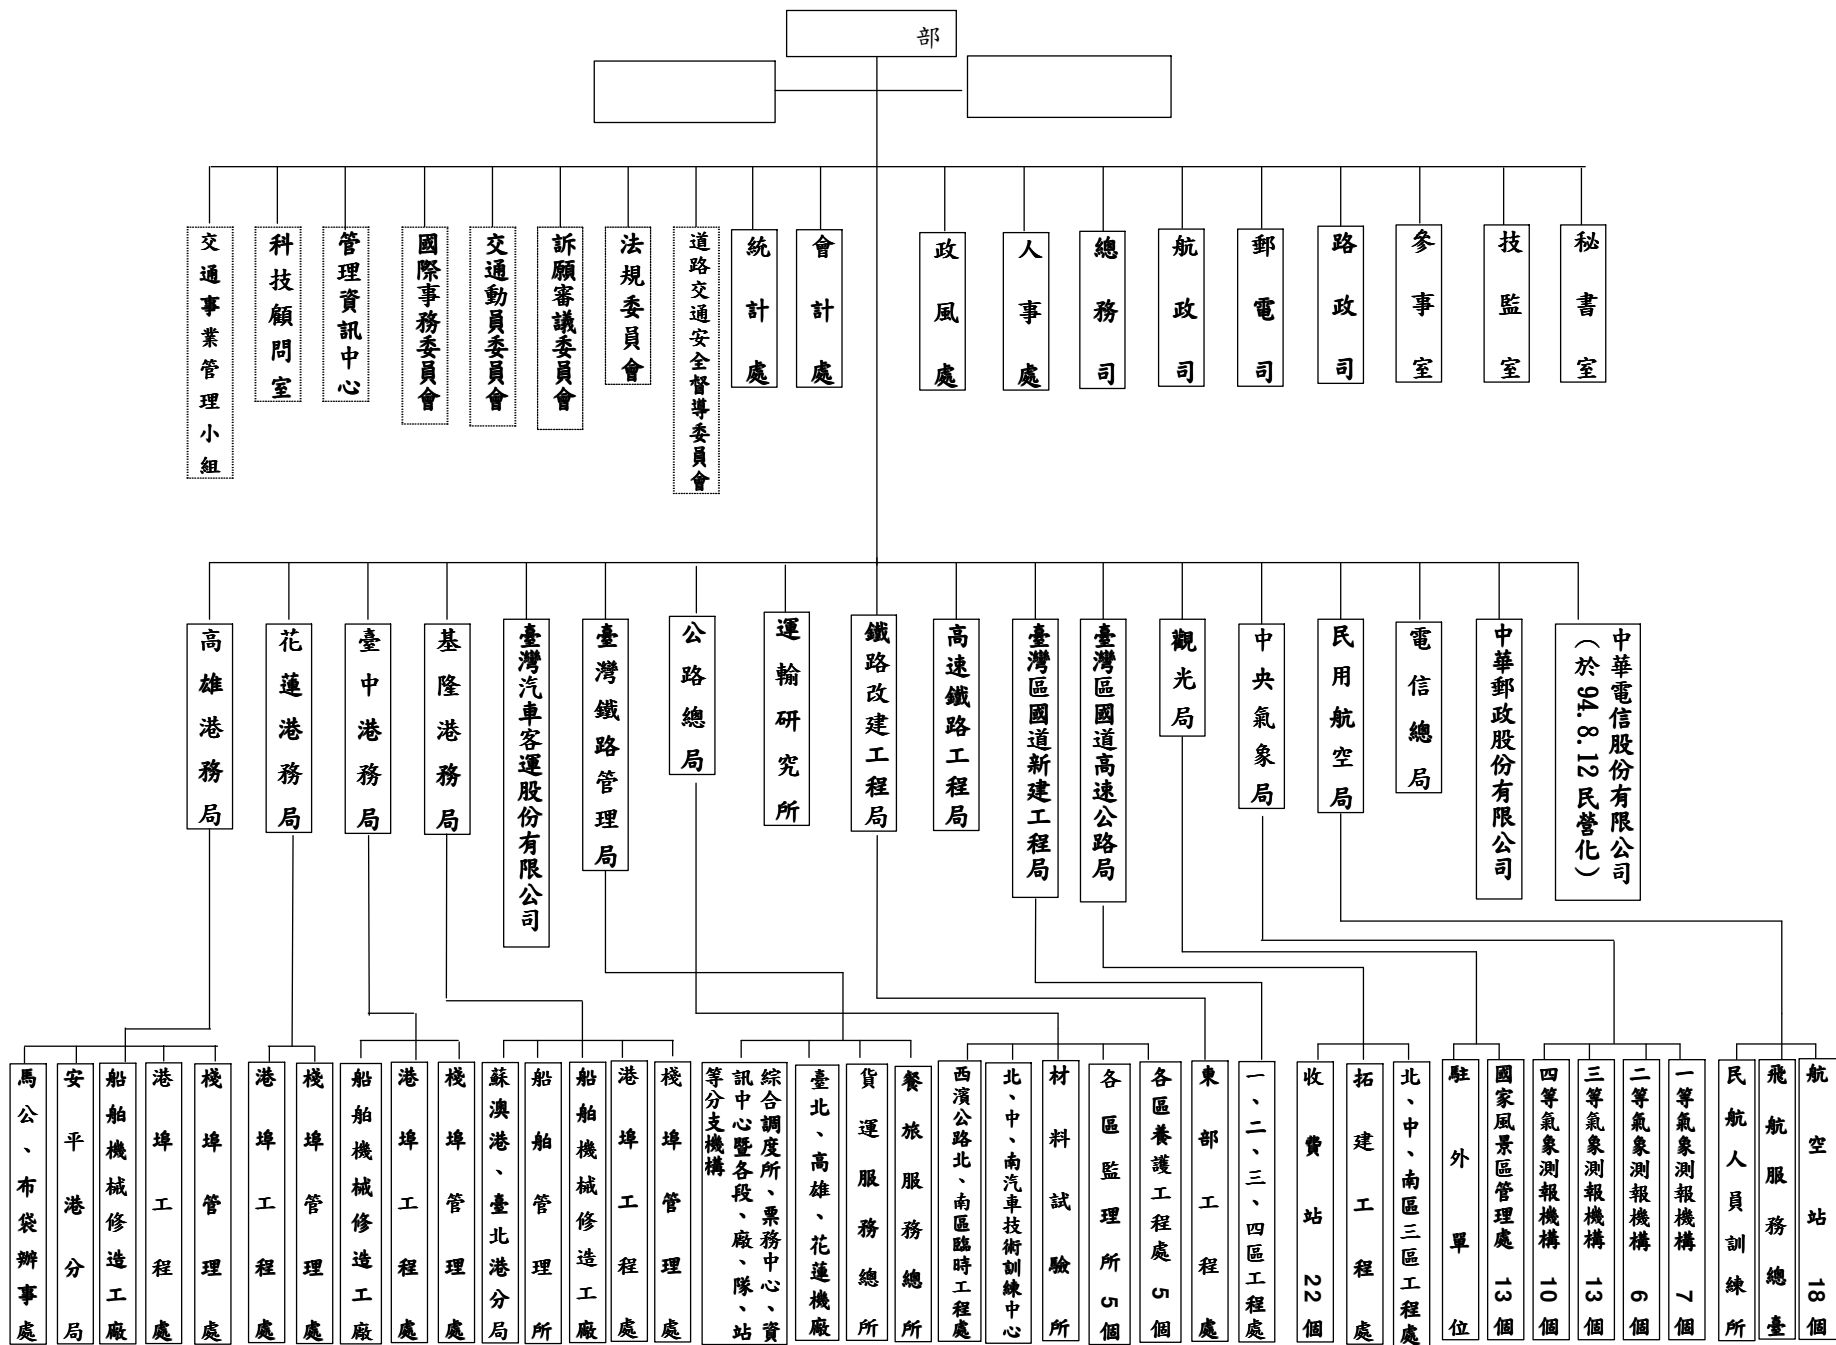 部
交通事業管理小組
科技顧問室
管理資訊中心
國際事務委員會
交通動員委員會
訴願審議委員會
法規委員會
道路交通安全督導委員會
統計處
會計處
政風處
人事處
總務司
航政司
郵電司
路政司
參事室
技監室
秘書室
高雄港務局
花蓮港務局
臺中港務局
基隆港務局
臺灣汽車客運股份有限公司
臺灣鐵路管理局
公路總局
運輸研究所
鐵路改建工程局
高速鐵路工程局
臺灣區國道新建工程局
臺灣區國道高速公路局
觀光局
中央氣象局
民用航空局
電信總局
中華郵政股份有限公司
中華電信股份有限公司
（於 94.8.12 民營化）
馬公、布袋辦事處
安平港分局
船舶機械修造工廠
港埠工程處
棧埠管理處
港埠工程處
棧埠管理處
船舶機械修造工廠
港埠工程處
棧埠管理處
蘇澳港、臺北港分局
船舶管理所
船舶機械修造工廠
港埠工程處
棧埠管理處
綜合調度所、票務中心、資
訊中心暨各段、廠、隊、站
等分支機構
臺北、高雄、花蓮機廠
貨運服務總所
餐旅服務總所
西濱公路北、南區臨時工程處
北、中、南汽車技術訓練中心
材料試驗所
各區監理所 5 個
各區養護工程處 5 個
東部工程處
一、二、三、四區工程處
收費站 22 個
拓建工程處
北、中、南區三區工程處
駐外單位
國家風景區管理處 13 個
四等氣象測報機構 10 個
三等氣象測報機構 13 個
二等氣象測報機構 6 個
一等氣象測報機構 7 個
民航人員訓練所
飛航服務總臺
航空站 18 個